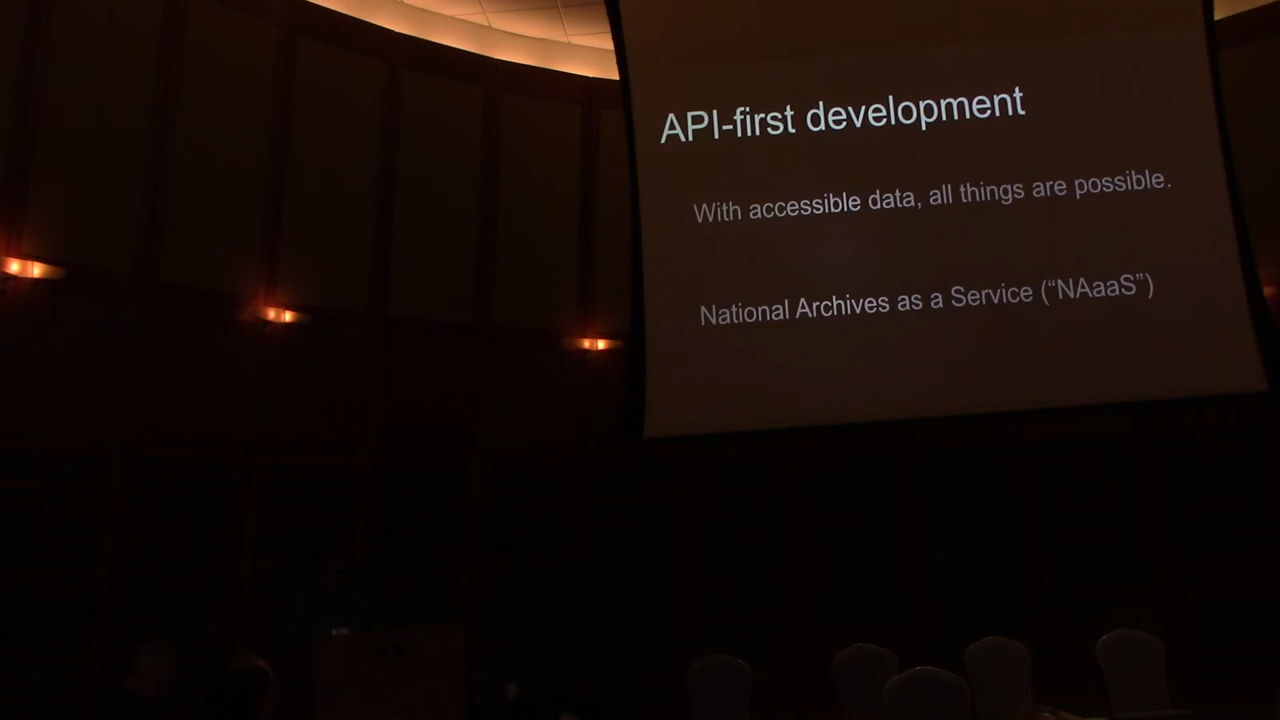 API-first development
With accessible data, all things are possible.
National Archives as a Service (“NAaaS”)